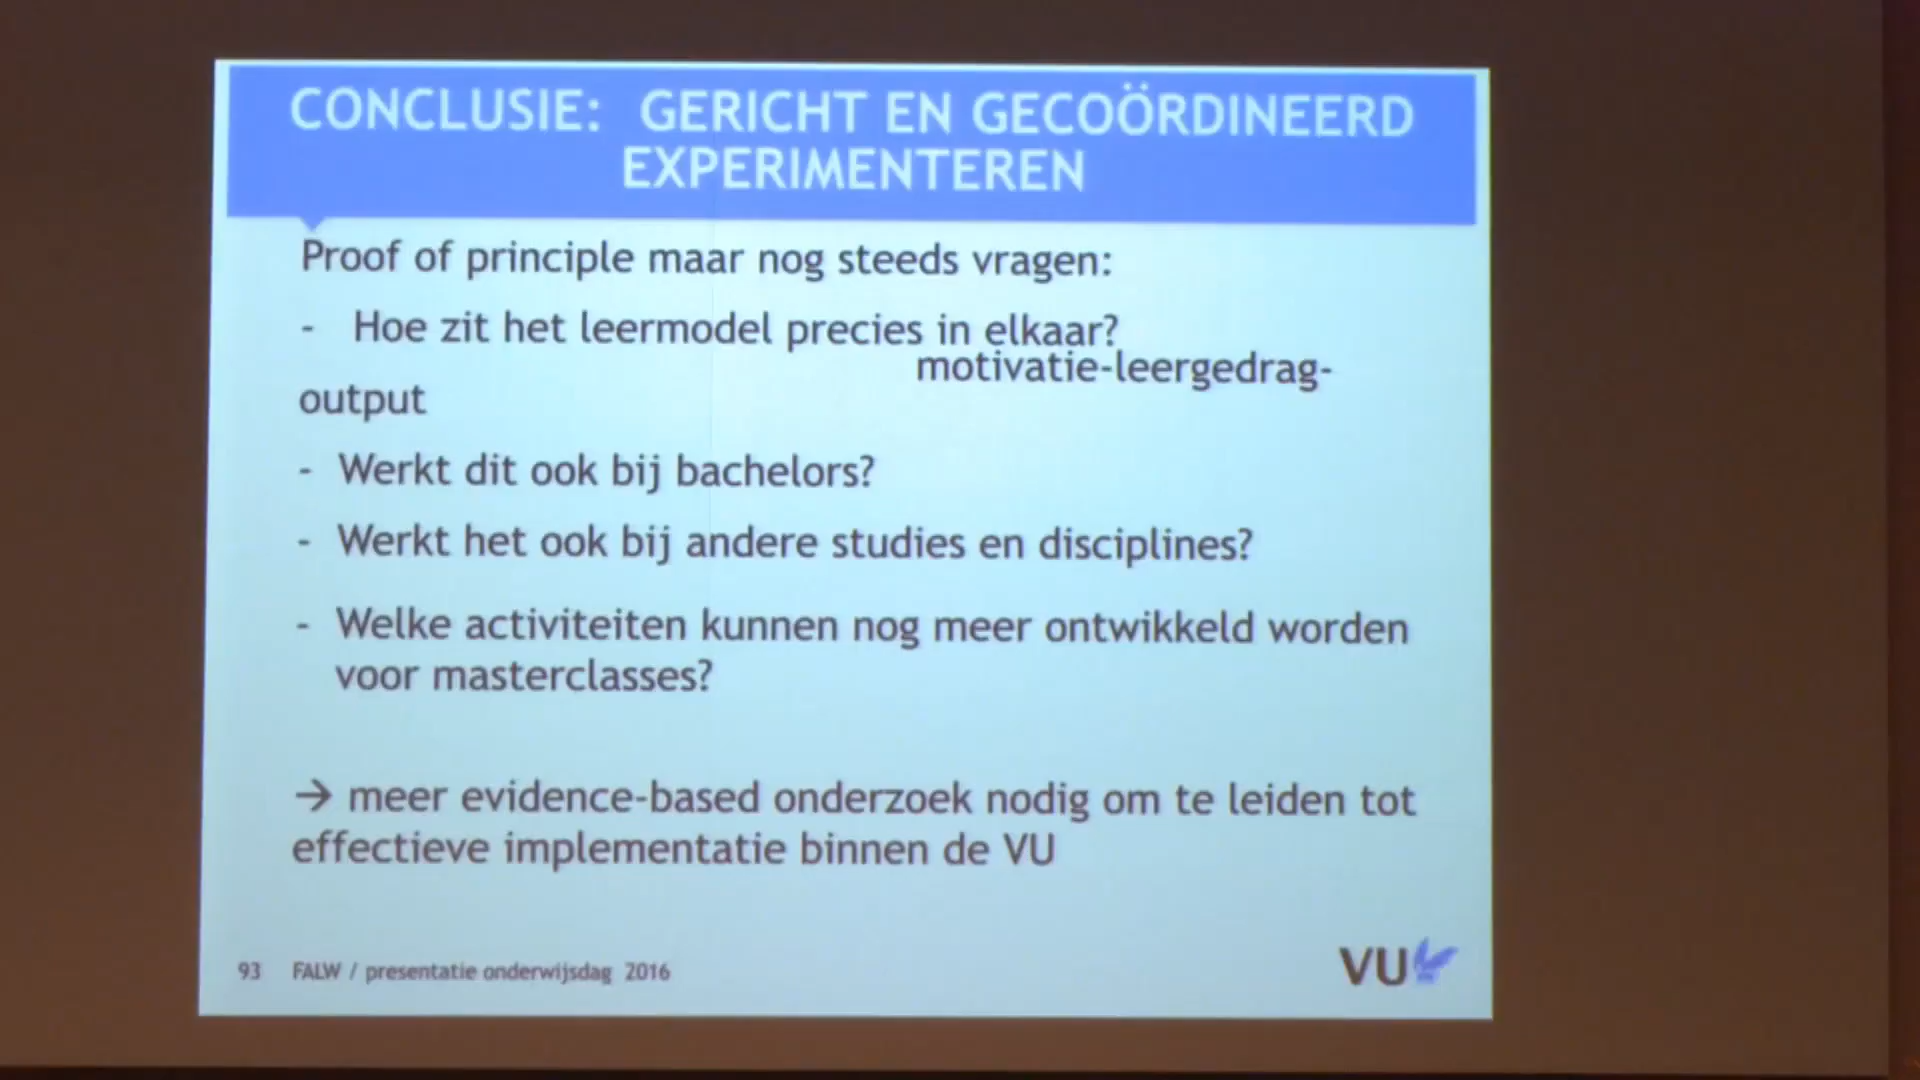 CONCLUSIE: GERICHT EN GECOÖRDINEERD
EXPERIMENTEREN
Proof of principle maar nog steeds vragen:
- Hoe zit het leermodel precies in elkaar?
motivatie-leergedrag-
output
- Werkt dit ook bij bachelors?
- Werkt het ook bij andere studies en disciplines?
- Welke activiteiten kunnen nog meer ontwikkeld worden
voor masterclasses?
→ meer evidence-based onderzoek nodig om te leiden tot
effectieve implementatie binnen de VU
93 FALW / presentatie onderwijsdag 2016
VU